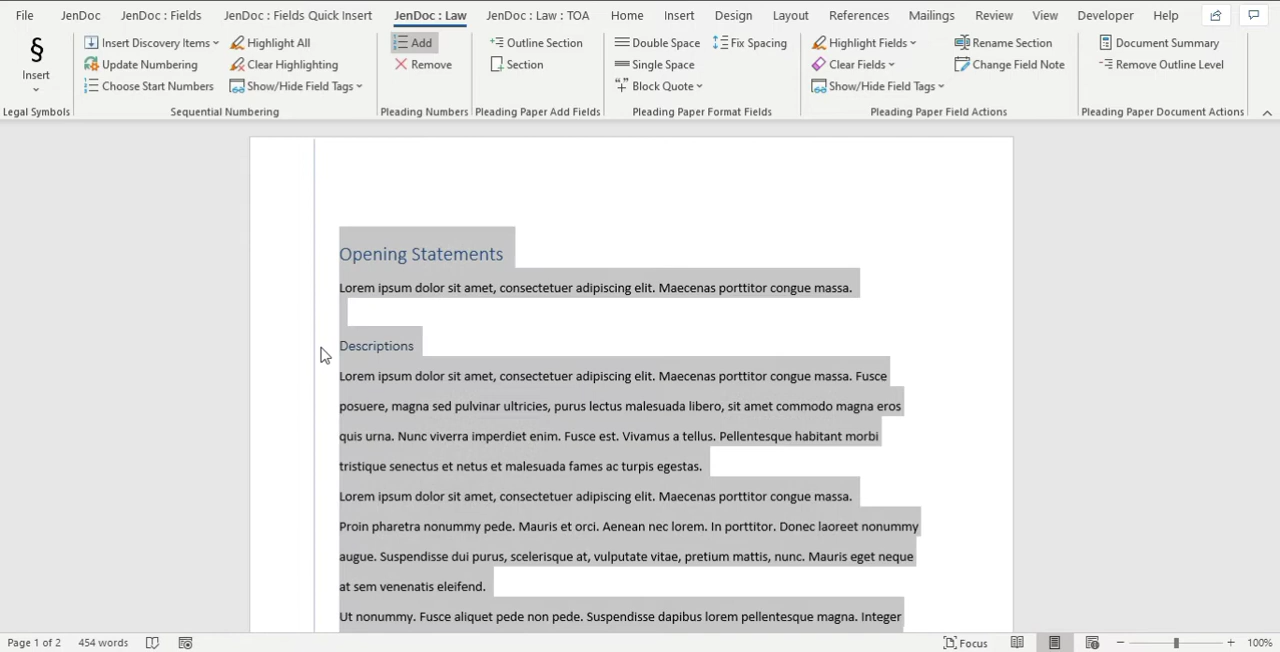 File JenDoc JenDoc : Fields JenDoc : Fields Quick Insert JenDoc : Law JenDoc : Law : TOA Home Insert Design Layout References Mailings Review View Developer Help
§ Insert
Legal Symbols
Insert Discovery Items
Update Numbering
Choose Start Numbers
Highlight All
Clear Highlighting
Show/Hide Field Tags
Sequential Numbering
Add
Remove
Pleading Numbers
Outline Section
Section
Pleading Paper Add Fields
Double Space
Single Space
Block Quote
Fix Spacing
Pleading Paper Format Fields
Highlight Fields
Clear Fields
Show/Hide Field Tags
Rename Section
Change Field Note
Pleading Paper Field Actions
Document Summary
Remove Outline Level
Pleading Paper Document Actions
Opening Statements
Lorem ipsum dolor sit amet, consectetuer adipiscing elit. Maecenas porttitor congue massa.
Descriptions
Lorem ipsum dolor sit amet, consectetuer adipiscing elit. Maecenas porttitor congue massa. Fusce
posuere, magna sed pulvinar ultricies, purus lectus malesuada libero, sit amet commodo magna eros
quis urna. Nunc viverra imperdiet enim. Fusce est. Vivamus a tellus. Pellentesque habitant morbi
tristique senectus et netus et malesuada fames ac turpis egestas.
Lorem ipsum dolor sit amet, consectetuer adipiscing elit. Maecenas porttitor congue massa.
Proin pharetra nonummy pede. Mauris et orci. Aenean nec lorem. In porttitor. Donec laoreet nonummy
augue. Suspendisse dui purus, scelerisque at, vulputate vitae, pretium mattis, nunc. Mauris eget neque
at sem venenatis eleifend.
Ut nonummy. Fusce aliquet pede non pede. Suspendisse dapibus lorem pellentesque magna. Integer
Page 1 of 2 454 words Focus 100%